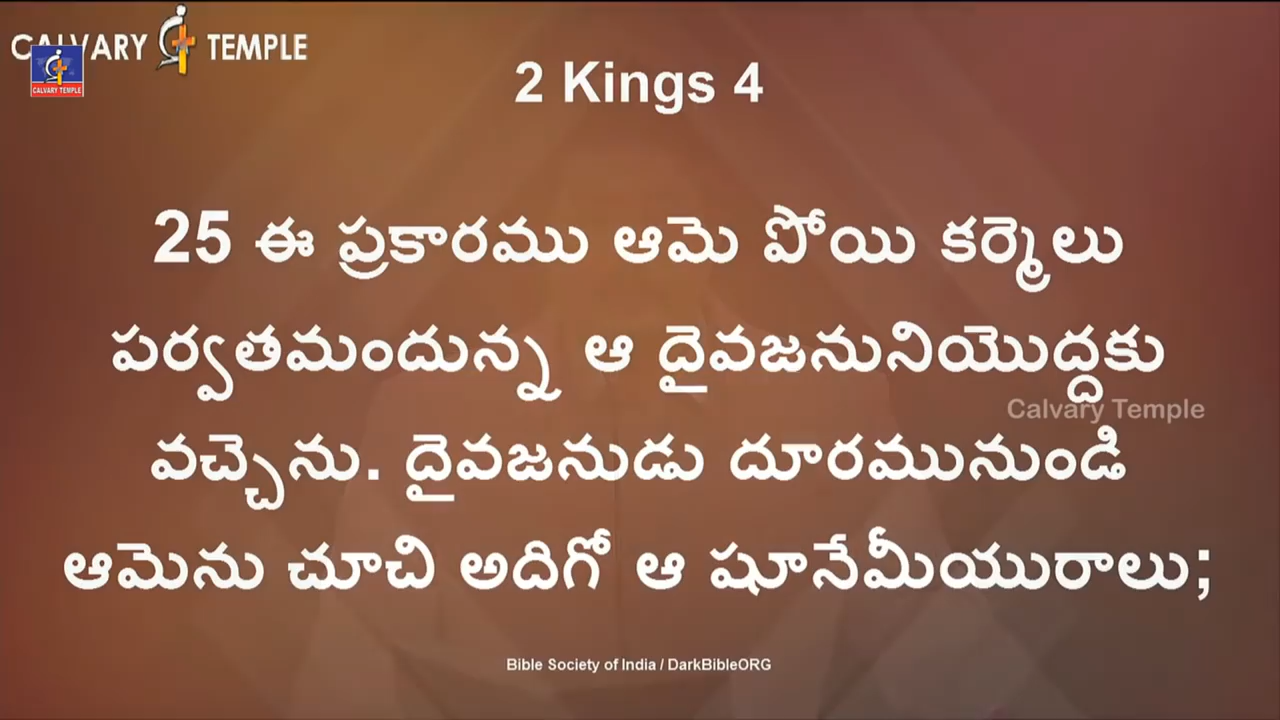 CALVARY TEMPLE
CALVARY TEMPLE
2 Kings 4
25 ఈ ప్రకారము ఆమె పోయి కర్మెలు
పర్వతమందున్న ఆ దైవజనునియొద్దకు
Calvary Temple
వచ్చెను. దైవజనుడు దూరమునుండి
ఆమెను చూచి అదిగో ఆ షూనేమీయురాలు;
Bible Society of India / DarkBibleORG